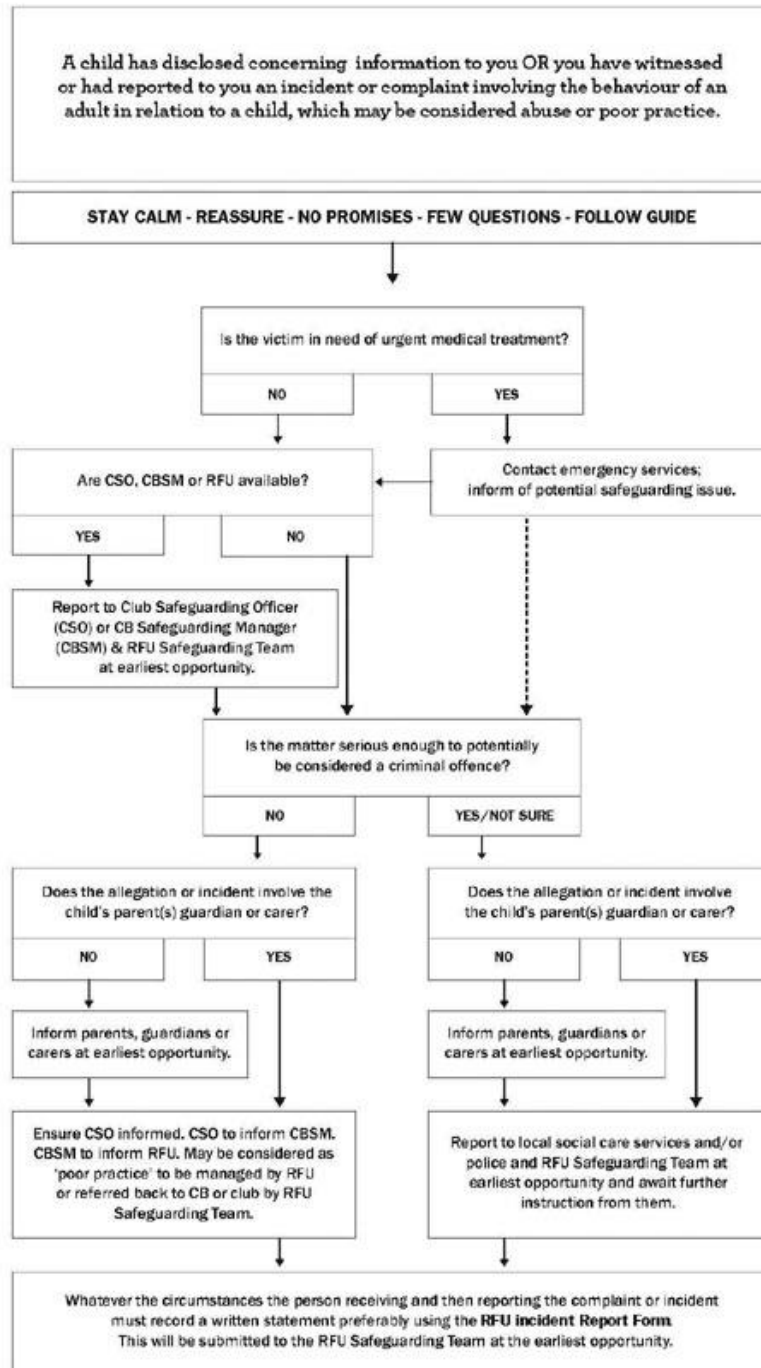 A child has disclosed concerning information to you OR you have witnessed
or had reported to you an incident or complaint involving the behaviour of an
adult in relation to a child, which may be considered abuse or poor practice.
STAY CALM - REASSURE - NO PROMISES - FEW QUESTIONS - FOLLOW GUIDE
Is the victim in need of urgent medical treatment?
NO
YES
Are CSO, CBSM or RFU available?
Contact emergency services;
inform of potential safeguarding issue.
YES
NO
Report to Club Safeguarding Officer
(CSO) or CB Safeguarding Manager
(CBSM) & RFU Safeguarding Team
at earliest opportunity.
Is the matter serious enough to potentially
be considered a criminal offence?
NO
YES/NOT SURE
Does the allegation or incident involve the
child's parent(s) guardian or carer?
Does the allegation or incident involve
the child's parent(s) guardian or carer?
NO
YES
NO
YES
Inform parents, guardians or
carers at earliest opportunity.
Inform parents, guardians or
carers at earliest opportunity.
Ensure CSO informed. CSO to inform CBSM.
CBSM to inform RFU. May be considered as
'poor practice' to be managed by RFU
or referred back to CB or club by RFU
Safeguarding Team.
Report to local social care services and/or
police and RFU Safeguarding Team at
earliest opportunity and await further
instruction from them.
Whatever the circumstances the person receiving and then reporting the complaint or incident
must record a written statement preferably using the RFU incident Report Form.
This will be submitted to the RFU Safeguarding Team at the earliest opportunity.